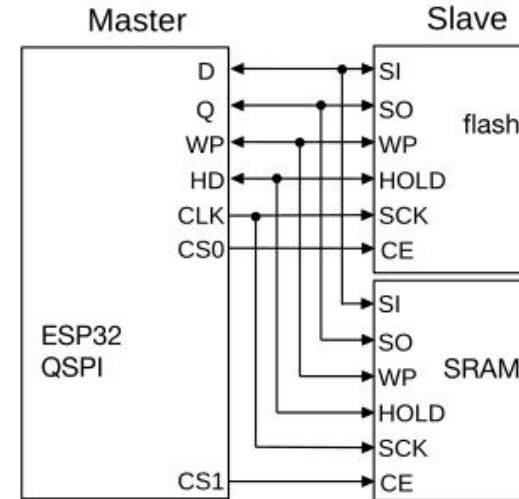 Master
Slave
D
Q
WP
HD
CLK
CS0
ESP32
QSPI
CS1
SI
SO
WP
HOLD
SCK
CE
flash
SI
SO
WP
HOLD
SCK
CE
SRAM